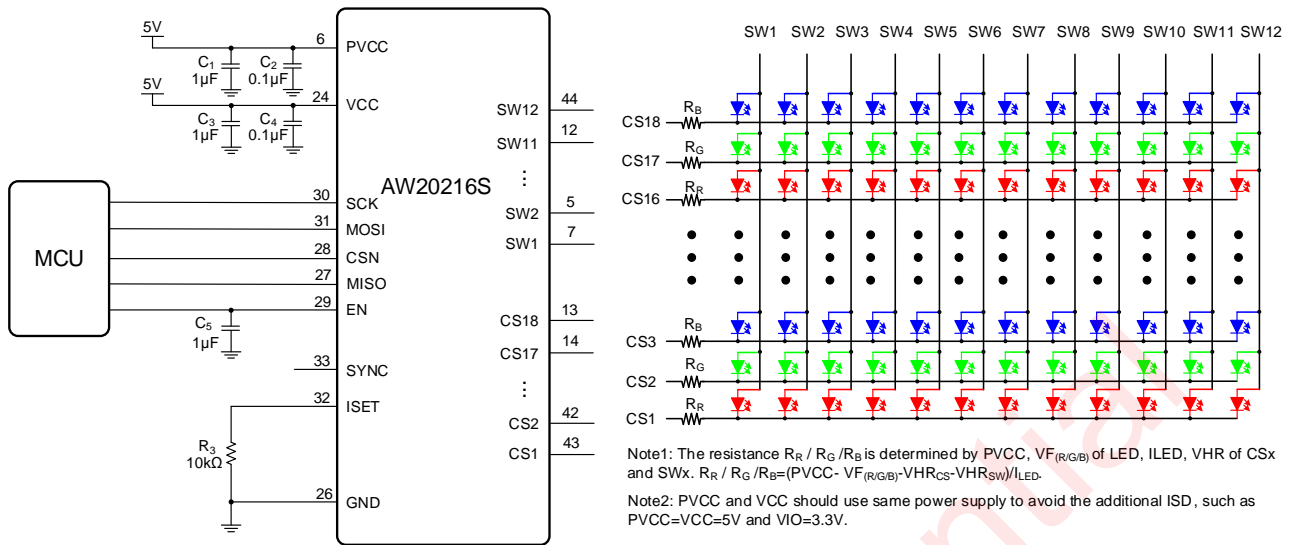 5V
6
PVCC
C1
1µF
C2
0.1µF
5V
24
VCC
C3
1µF
C4
0.1µF
AW20216S
MCU
30
SCK
31
MOSI
28
CSN
27
MISO
29
EN
C5
1µF
33
SYNC
32
ISET
R3
10kΩ
26
GND
SW12
44
SW11
12
SW2
5
SW1
7
CS18
13
CS17
14
CS2
42
CS1
43
SW1 SW2 SW3 SW4 SW5 SW6 SW7 SW8 SW9 SW10 SW11 SW12
CS18
RB
CS17
RG
CS16
RR
CS3
RB
CS2
RG
CS1
RR
Note1: The resistance RR / RG /RB is determined by PVCC, VF(R/G/B) of LED, ILED, VHR of CSx
and SWx. RR / RG /RB=(PVCC- VF(R/G/B)-VHRCS-VHRSW)/ILED.
Note2: PVCC and VCC should use same power supply to avoid the additional ISD, such as
PVCC=VCC=5V and VIO=3.3V.
ntial